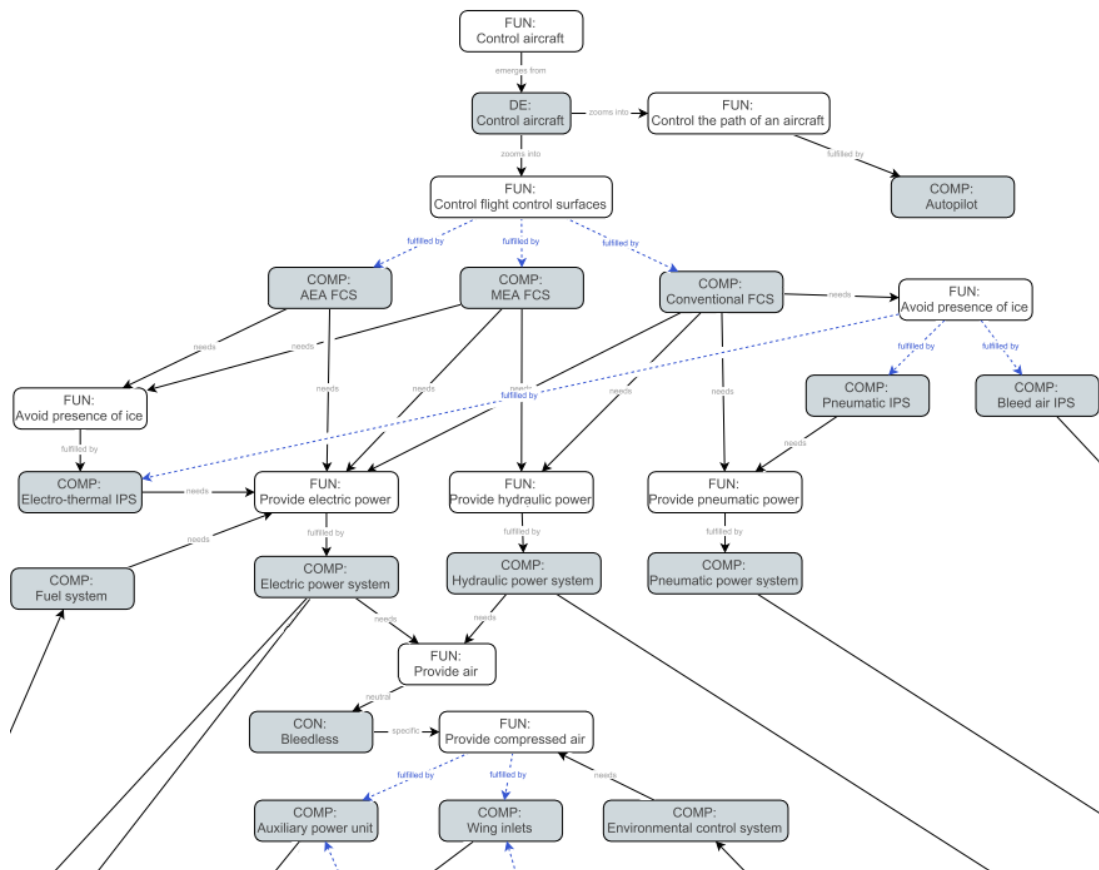 FUN:
Control aircraft
emerges from
DE:
Control aircraft
zooms into
FUN:
Control the path of an aircraft
zooms into
fulfilled by
FUN:
Control flight control surfaces
COMP:
Autopilot
fulfilled by
fulfilled by
fulfilled by
COMP:
AEA FCS
COMP:
MEA FCS
COMP:
Conventional FCS
needs
FUN:
Avoid presence of ice
needs
needs
fulfilled by
fulfilled by
needs
needs
needs
needs
needs
fulfilled by
COMP:
Pneumatic IPS
COMP:
Bleed air IPS
FUN:
Avoid presence of ice
fulfilled by
needs
COMP:
Electro-thermal IPS
needs
FUN:
Provide electric power
FUN:
Provide hydraulic power
FUN:
Provide pneumatic power
needs
fulfilled by
fulfilled by
fulfilled by
COMP:
Fuel system
COMP:
Electric power system
COMP:
Hydraulic power system
COMP:
Pneumatic power system
needs
needs
FUN:
Provide air
neutral
CON:
Bleedless
specific
FUN:
Provide compressed air
fulfilled by
fulfilled by
needs
COMP:
Auxiliary power unit
COMP:
Wing inlets
COMP:
Environmental control system